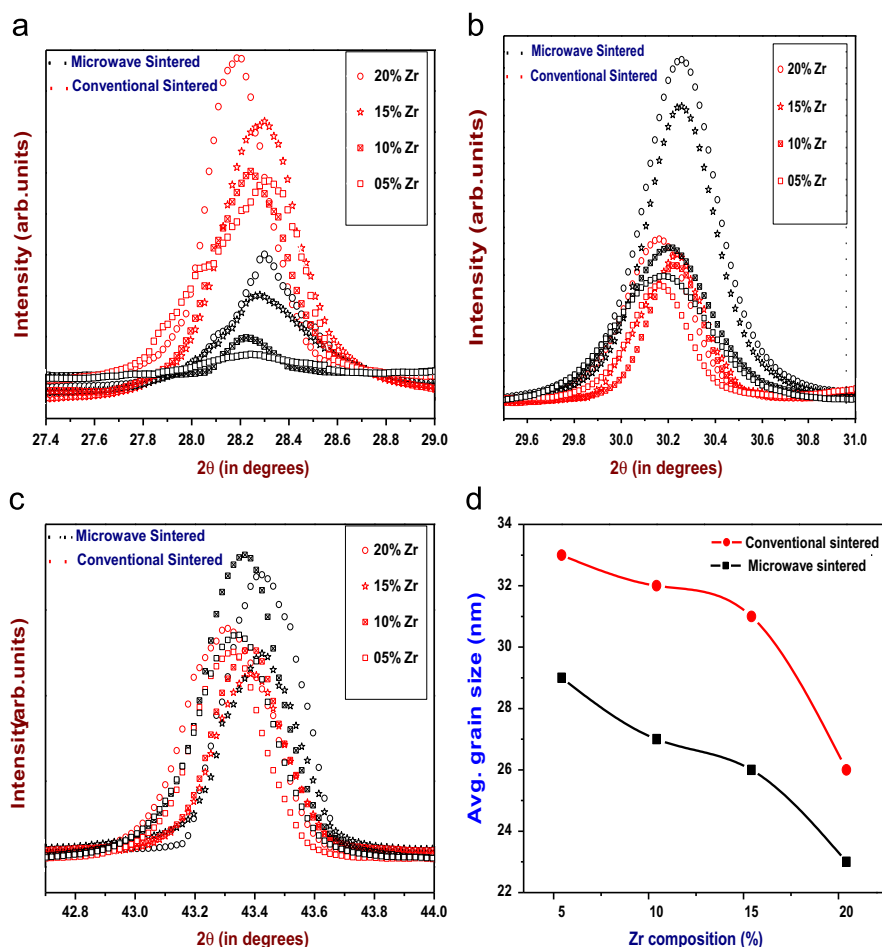 a
Microwave Sintered
Conventional Sintered
20% Zr
15% Zr
10% Zr
05% Zr
Intensity (arb.units)
27.4 27.6 27.8 28.0 28.2 28.4 28.6 28.8 29.0
2θ (in degrees)
b
Microwave Sintered
Conventional Sintered
20% Zr
15% Zr
10% Zr
05% Zr
Intensity (arb.units)
29.6 29.8 30.0 30.2 30.4 30.6 30.8 31.0
2θ (in degrees)
c
Microwave Sintered
Conventional Sintered
20% Zr
15% Zr
10% Zr
05% Zr
Intensity(arb.units)
42.8 43.0 43.2 43.4 43.6 43.8 44.0
2θ (in degrees)
d
Conventional sintered
Microwave sintered
Avg. grain size (nm)
34
32
30
28
26
24
22
5 10 15 20
Zr composition (%)